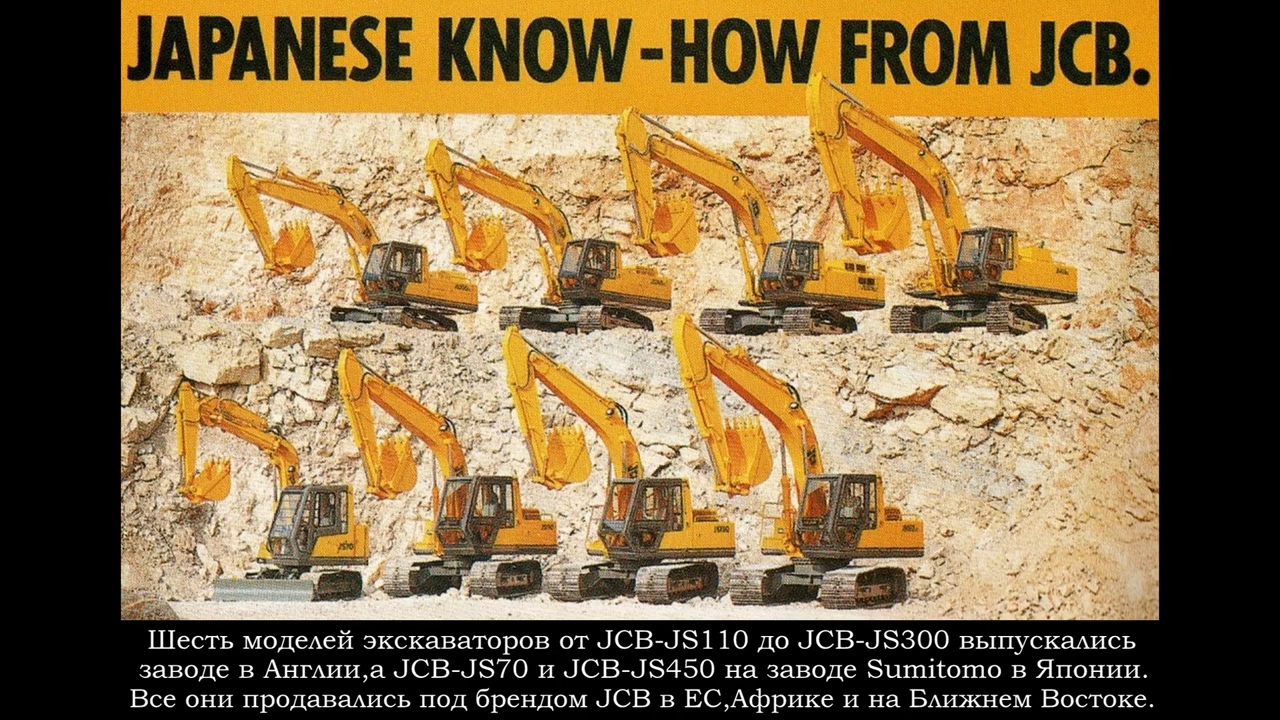 JAPANESE KNOW-HOW FROM JCB.
JS70
Шесть моделей экскаваторов от JCB-JS110 до JCB-JS300 выпускались
заводе в Англии,а JCB-JS70 и JCB-JS450 на заводе Sumitomo в Японии.
Все они продавались под брендом JCB в ЕС,Африке и на Ближнем Востоке.